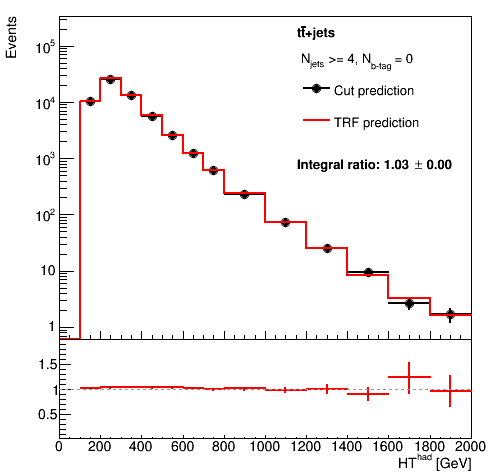 Events
tt̄+jets
N_jets >= 4, N_b-tag = 0
Cut prediction
TRF prediction
Integral ratio: 1.03 ± 0.00
10^5
10^4
10^3
10^2
10
1
1.5
1
0.5
0 200 400 600 800 1000 1200 1400 1600 1800 2000
HT^had [GeV]